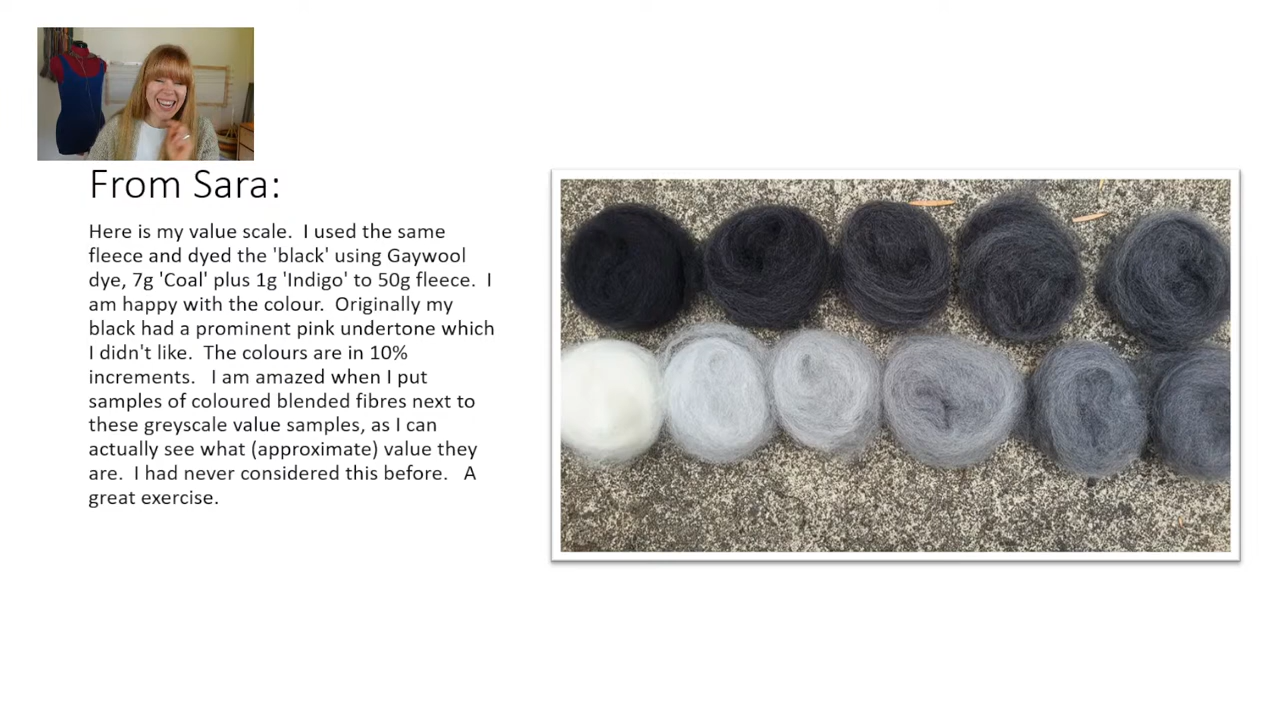 From Sara:
Here is my value scale.  I used the same
fleece and dyed the 'black' using Gaywool
dye, 7g 'Coal' plus 1g 'Indigo' to 50g fleece.  I
am happy with the colour.  Originally my
black had a prominent pink undertone which
I didn't like.  The colours are in 10%
increments.   I am amazed when I put
samples of coloured blended fibres next to
these greyscale value samples, as I can
actually see what (approximate) value they
are.  I had never considered this before.   A
great exercise.